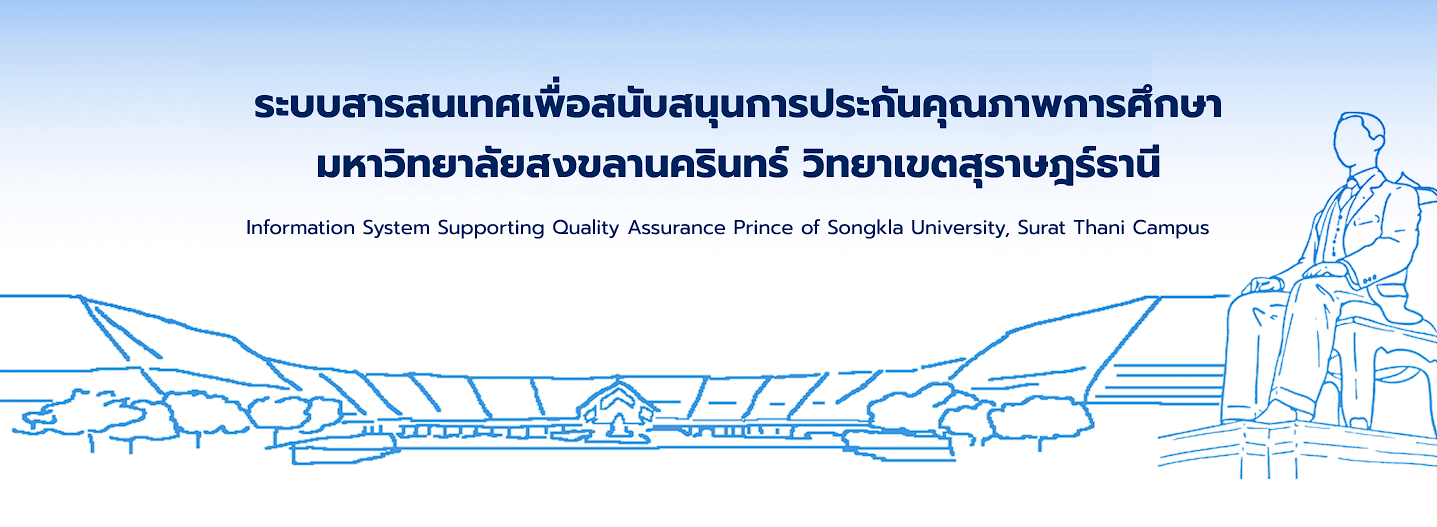 ระบบสารสนเทศเพื่อสนับสนุนการประกันคุณภาพการศึกษา
มหาวิทยาลัยสงขลานครินทร์ วิทยาเขตสุราษฎร์ธานี
Information System Supporting Quality Assurance Prince of Songkla University, Surat Thani Campus